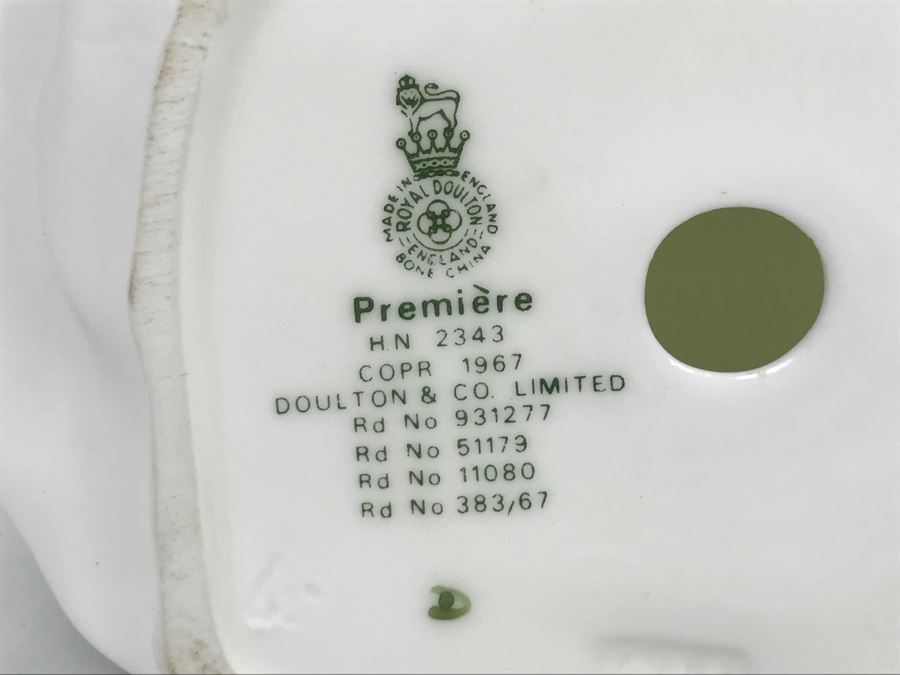 MADE IN ENGLAND
ROYAL DOULTON
ENGLAND
BONE CHINA
Première
H.N 2343
COPR 1967
DOULTON & CO. LIMITED
Rd No 931277
Rd No 51179
Rd No 11080
Rd No 383/67